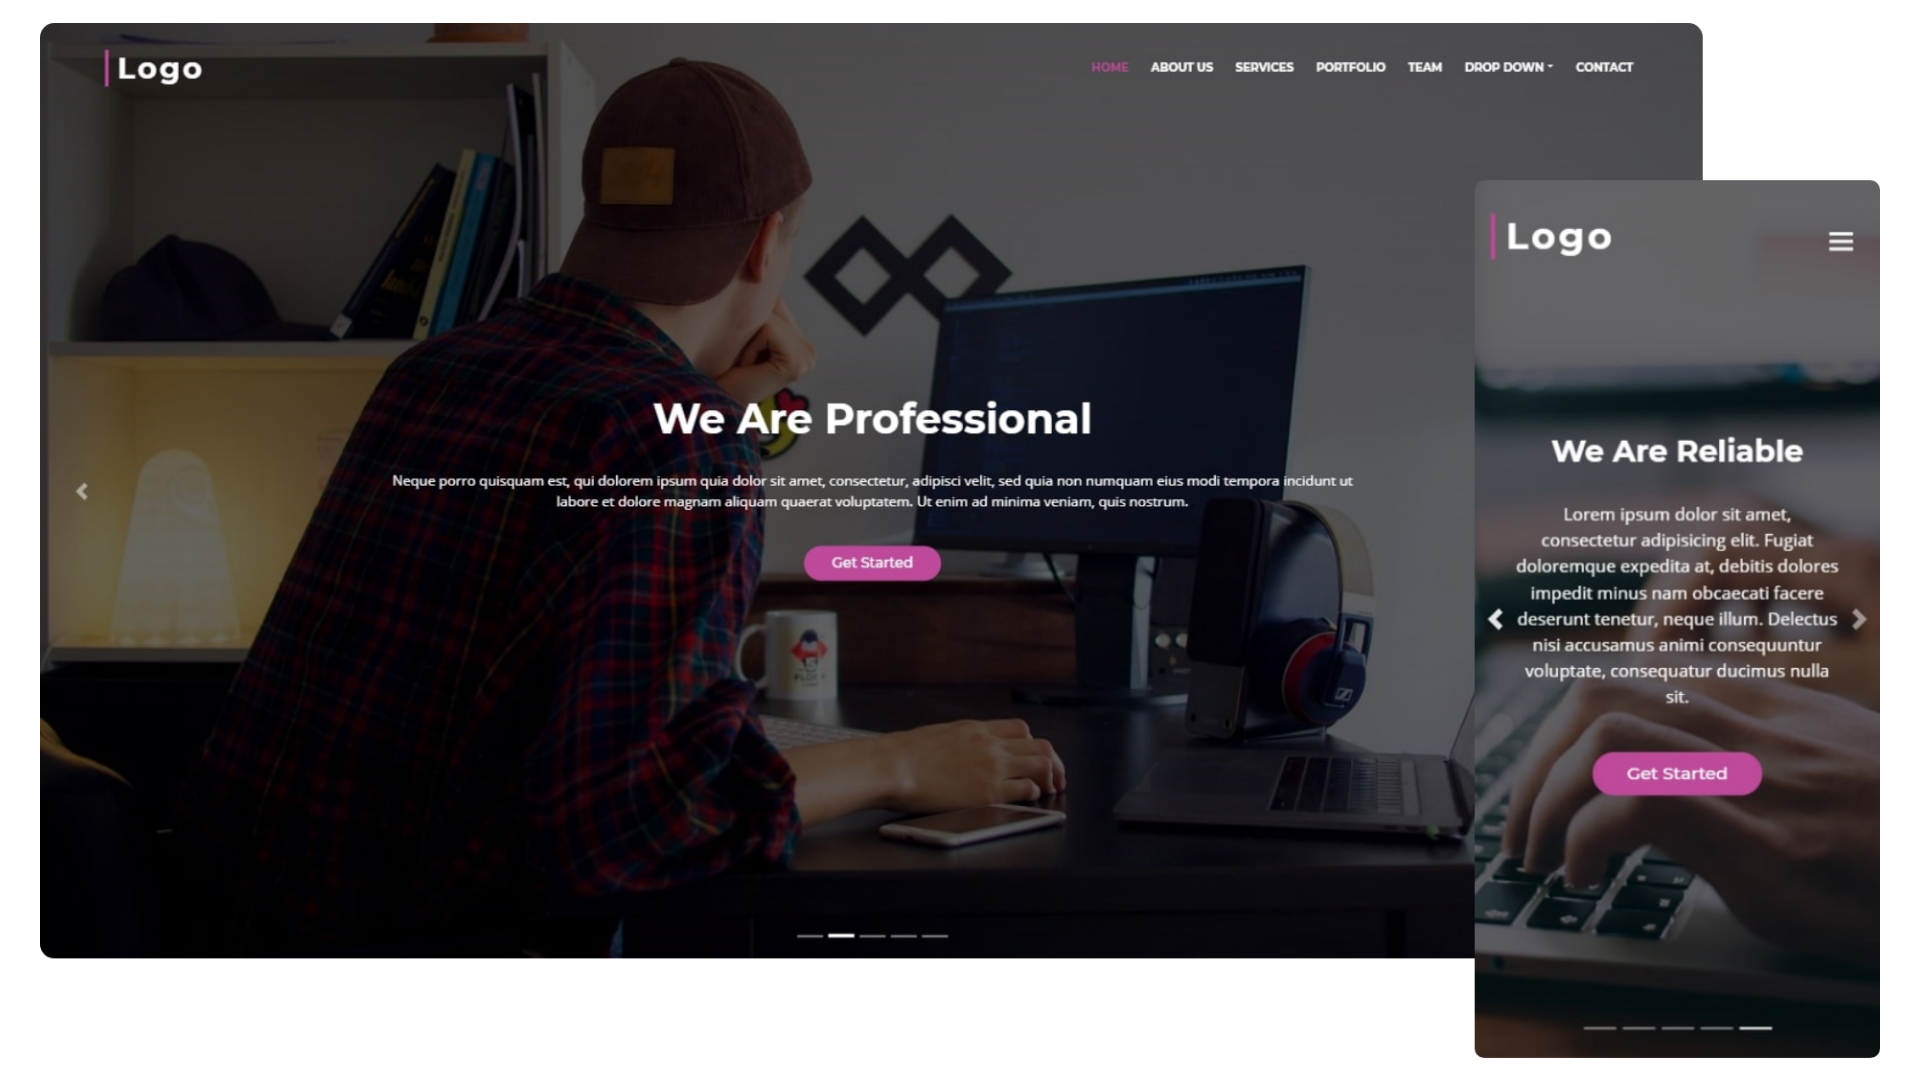 Logo
HOME ABOUT US SERVICES PORTFOLIO TEAM DROP DOWN CONTACT
We Are Professional
Neque porro quisquam est, qui dolorem ipsum quia dolor sit amet, consectetur, adipisci velit, sed quia non numquam eius modi tempora incidunt ut
labore et dolore magnam aliquam quaerat voluptatem. Ut enim ad minima veniam, quis nostrum.
Get Started
Logo
We Are Reliable
Lorem ipsum dolor sit amet,
consectetur adipisicing elit. Fugiat
doloremque expedita at, debitis dolores
impedit minus nam obcaecati facere
deserunt tenetur, neque illum. Delectus
nisi accusamus animi consequuntur
voluptate, consequatur ducimus nulla
sit.
Get Started